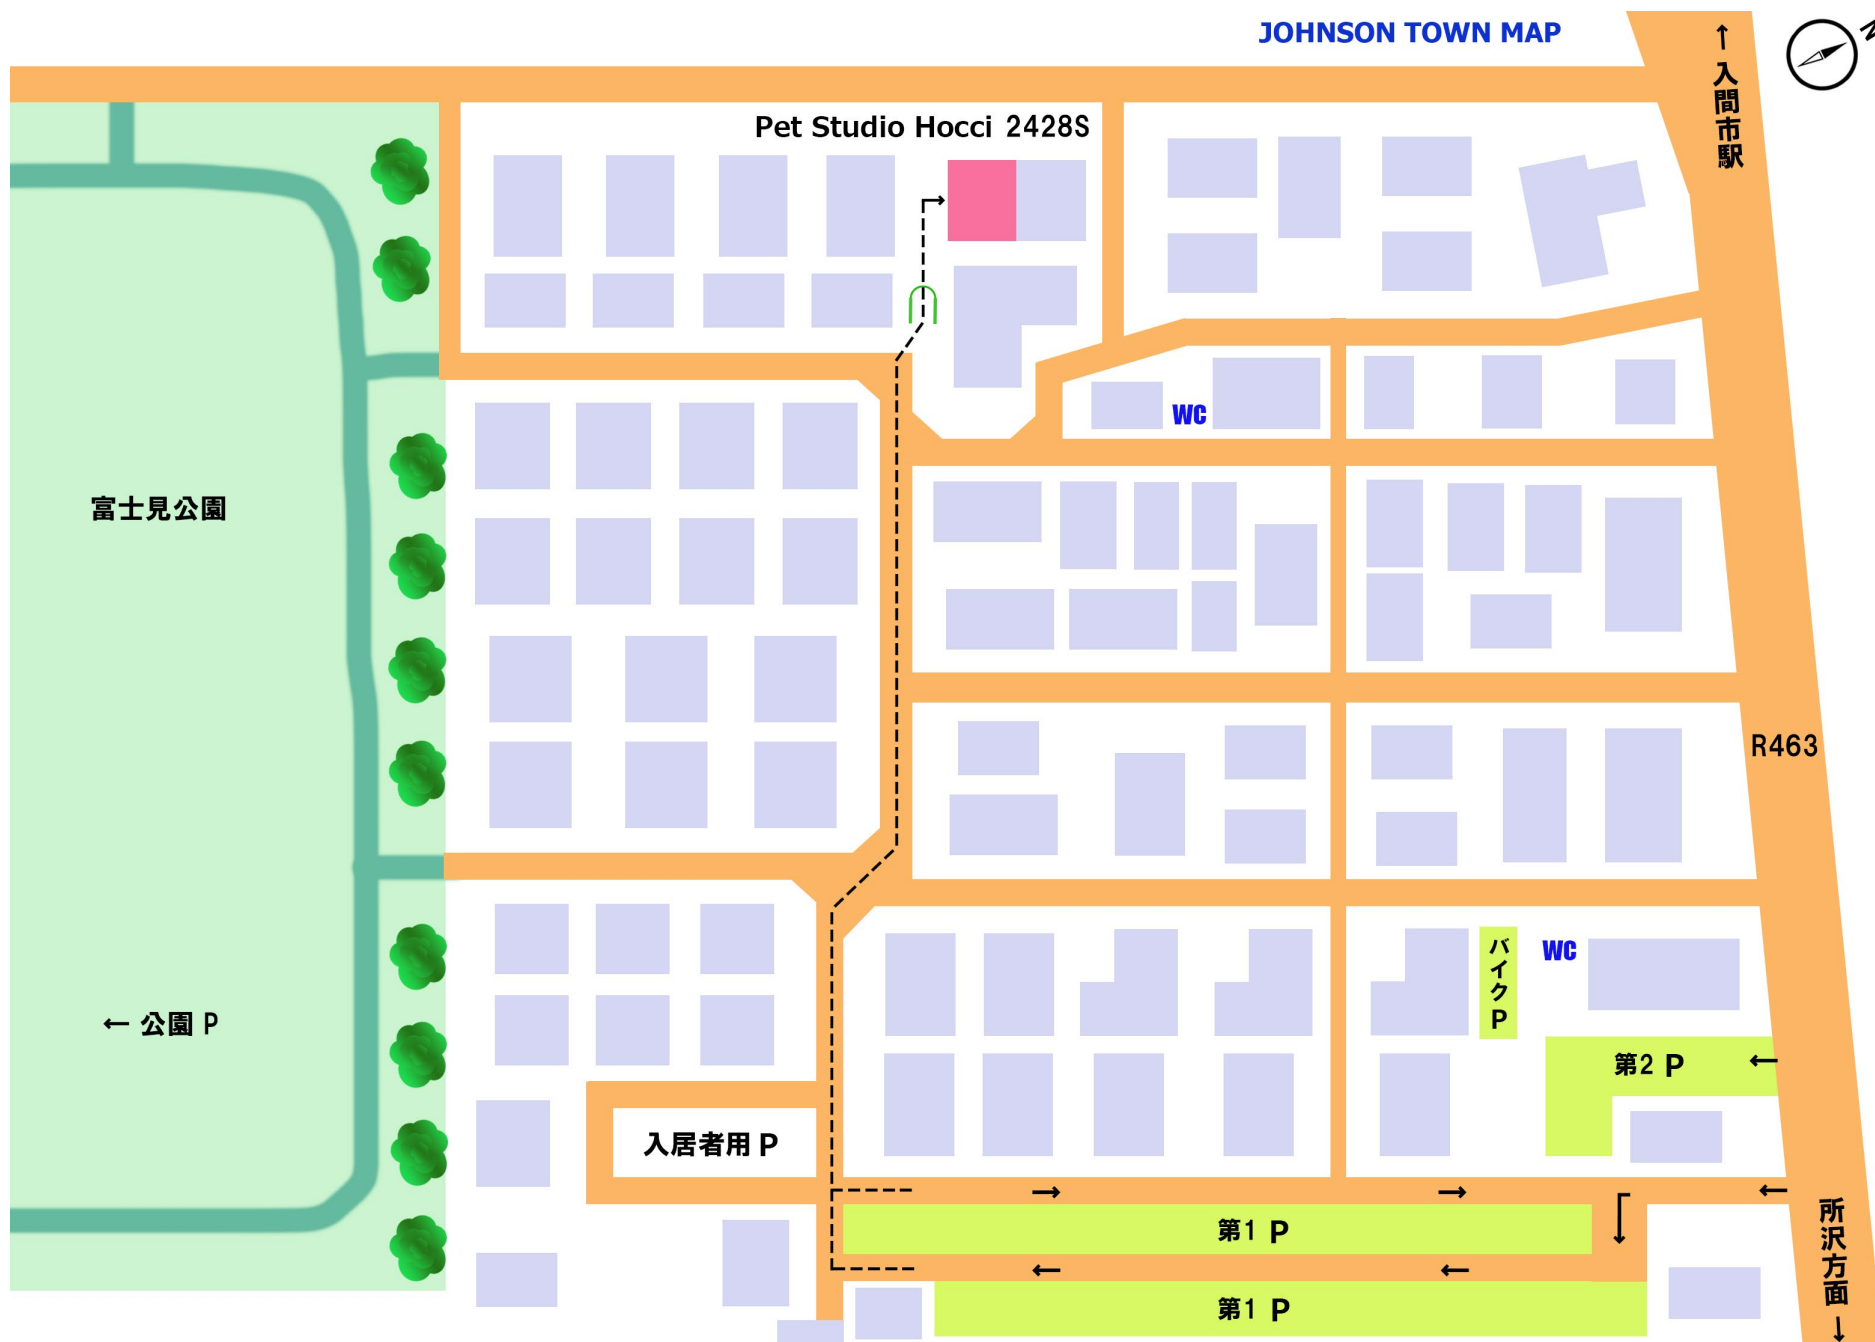 JOHNSON TOWN MAP
N
↑ 入間市駅
Pet Studio Hocci 2428S
WC
富士見公園
R463
バイクP
WC
← 公園 P
第2 P ←
入居者用 P
第1 P
第1 P
所沢方面 →